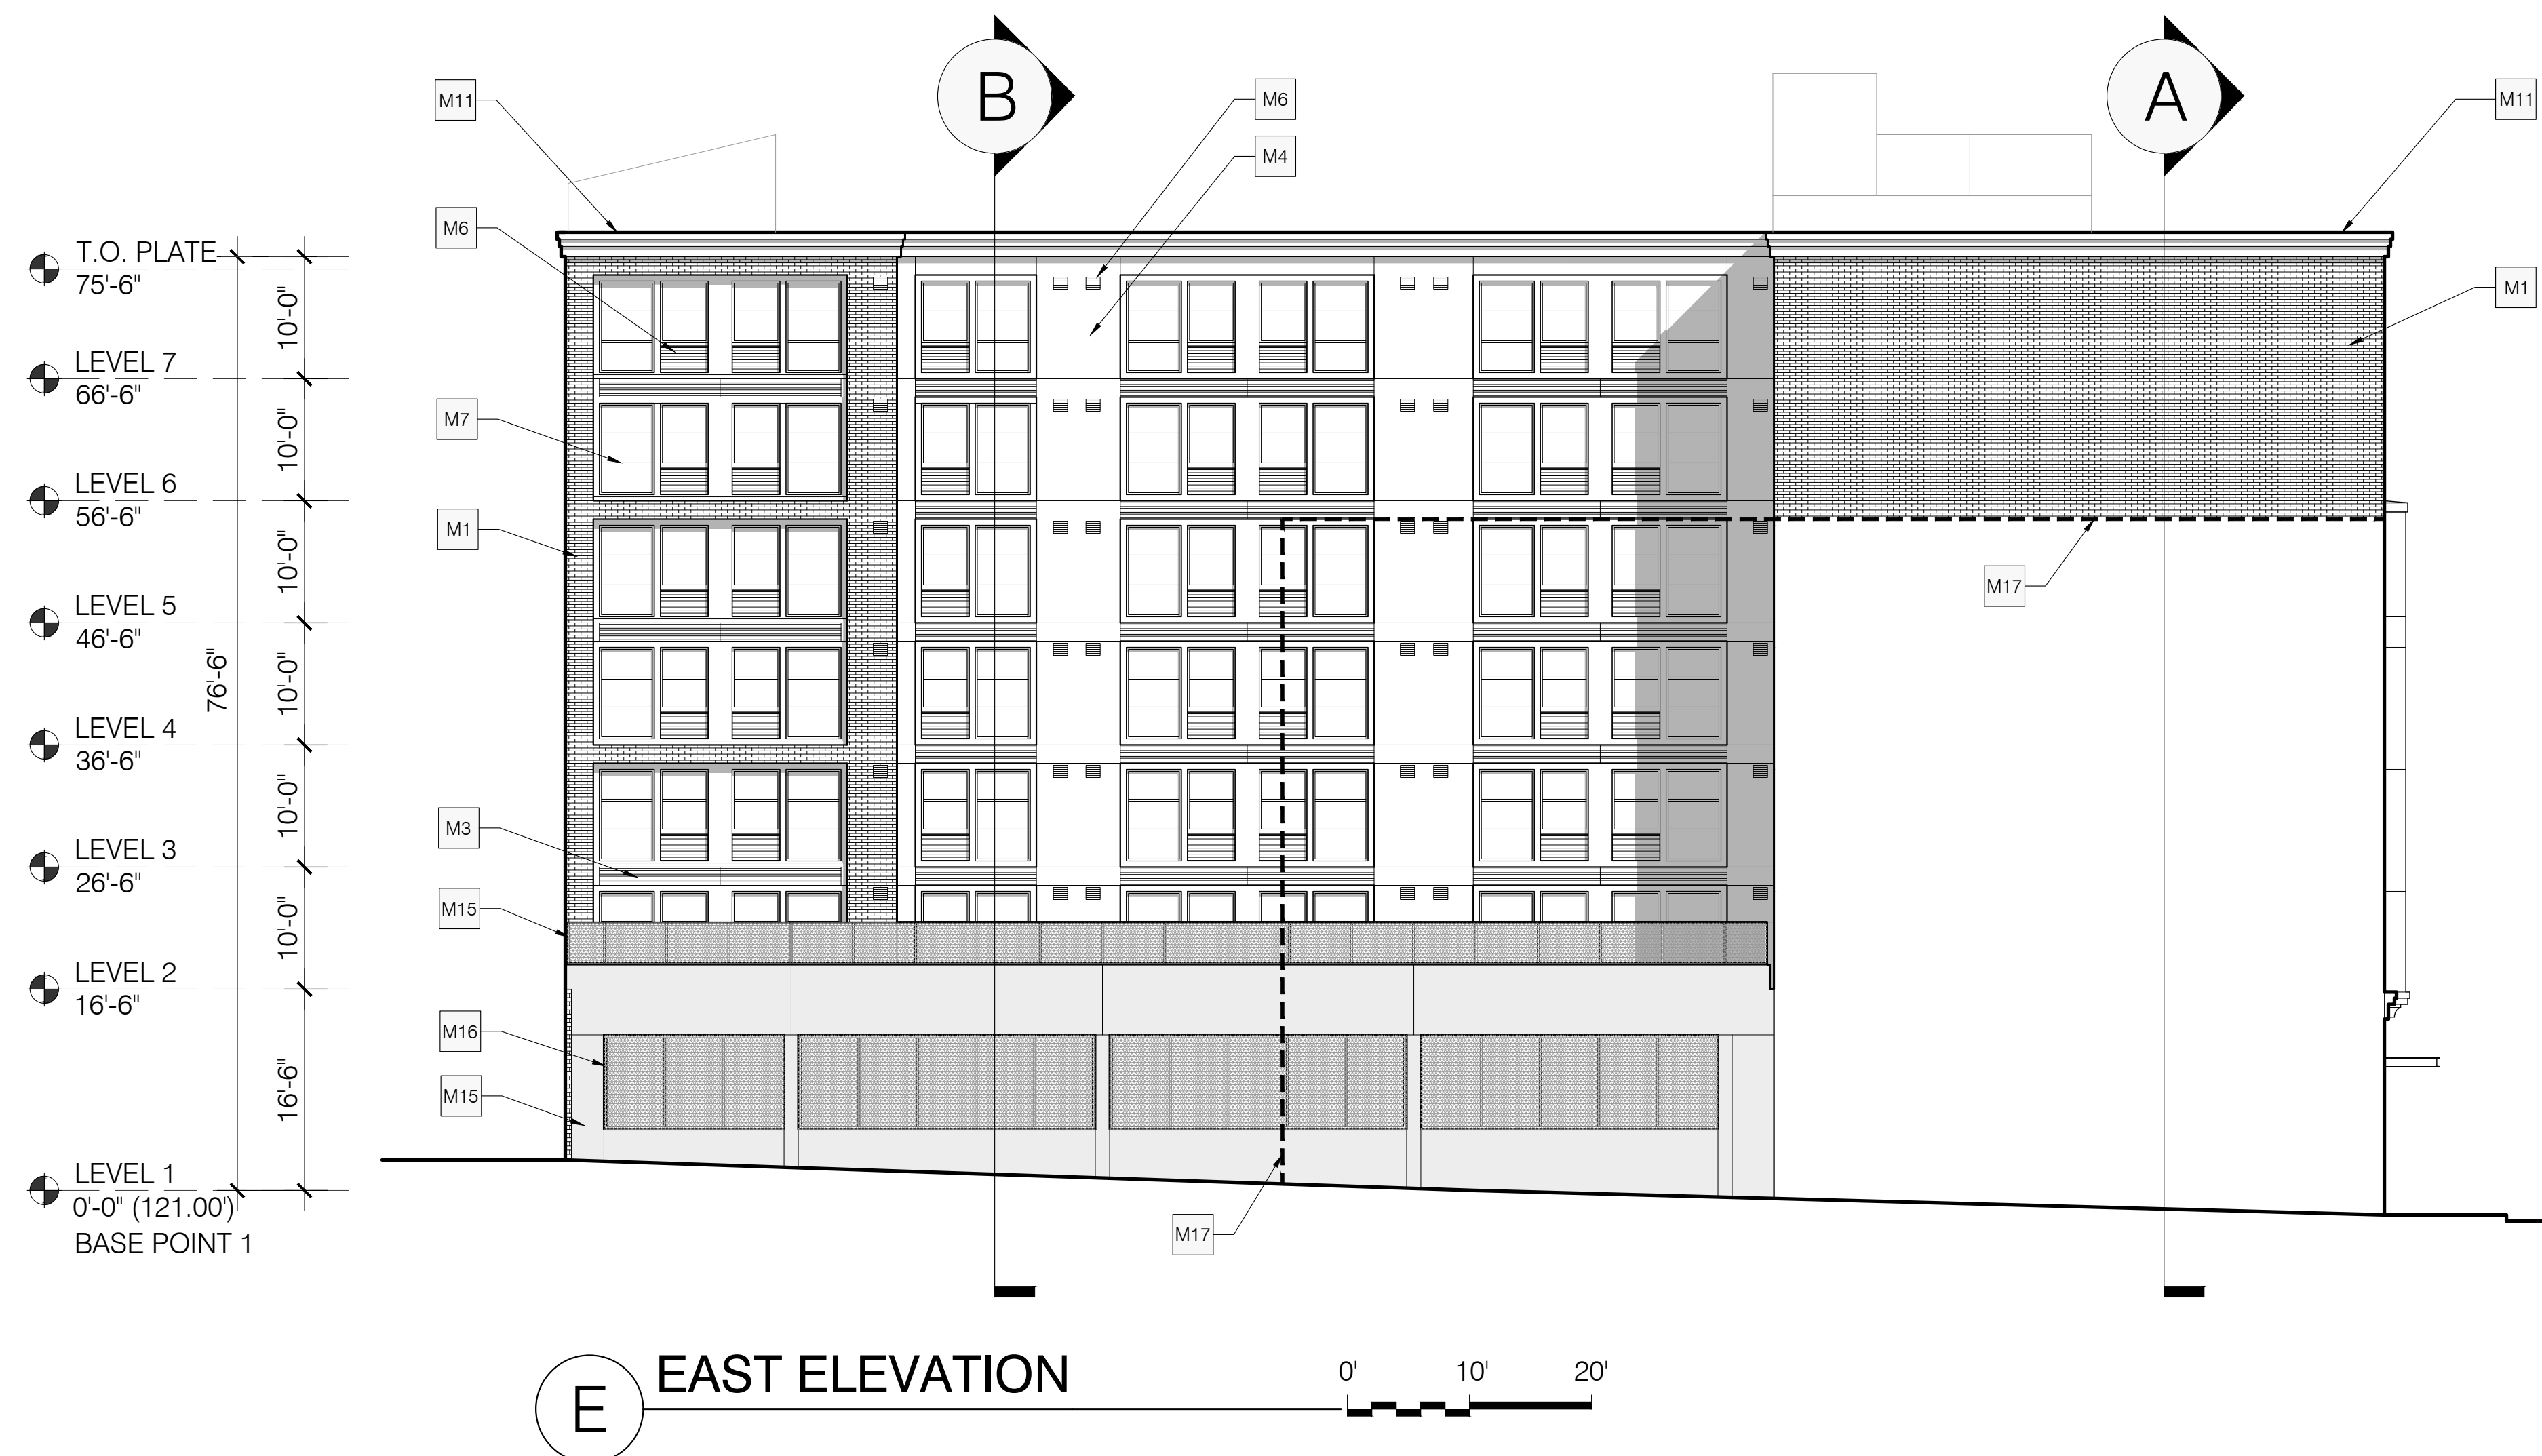 B
A
M11
M6
M11
M4
M6
T.O. PLATE
75'-6"
M1
10'-0"
LEVEL 7
66'-6"
M7
10'-0"
LEVEL 6
56'-6"
M1
10'-0"
M17
LEVEL 5
46'-6"
76'-6"
10'-0"
LEVEL 4
36'-6"
10'-0"
M3
LEVEL 3
26'-6"
M15
10'-0"
LEVEL 2
16'-6"
M16
16'-6"
M15
LEVEL 1
0'-0" (121.00')
BASE POINT 1
M17
E
EAST ELEVATION
0' 10' 20'